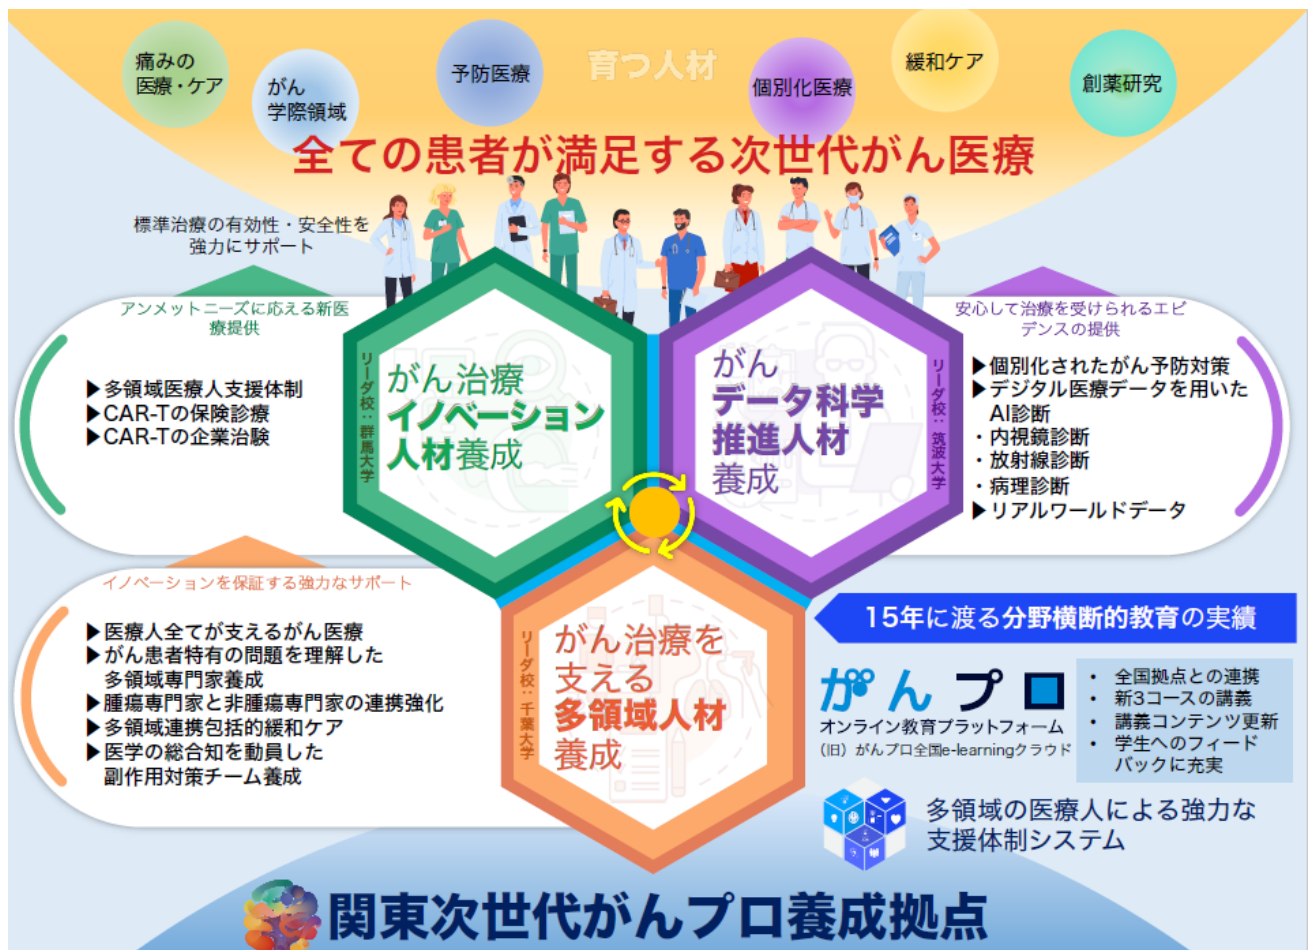 痛みの
医療・ケア
がん
学際領域
予防医療
育つ人材
個別化医療
緩和ケア
創薬研究
全ての患者が満足する次世代がん医療
標準治療の有効性・安全性を
強力にサポート
アンメットニーズに応える新医
療提供
▶多領域医療人支援体制
▶CAR-Tの保険診療
▶CAR-Tの企業治験
リーダ校：群馬大学
がん治療
イノベーション
人材養成
がん
データ科学
推進人材
養成
リーダ校：筑波大学
安心して治療を受けられるエビ
デンスの提供
▶個別化されたがん予防対策
▶デジタル医療データを用いた
AI診断
・内視鏡診断
・放射線診断
・病理診断
▶リアルワールドデータ
イノベーションを保証する強力なサポート
▶医療人全てが支えるがん医療
▶がん患者特有の問題を理解した
多領域専門家養成
▶腫瘍専門家と非腫瘍専門家の連携強化
▶多領域連携包括的緩和ケア
▶医学の総合知を動員した
副作用対策チーム養成
リーダ校：千葉大学
がん治療を
支える
多領域人材
養成
15年に渡る分野横断的教育の実績
がんプロ
オンライン教育プラットフォーム
（旧）がんプロ全国e-learningクラウド
• 全国拠点との連携
• 新3コースの講義
• 講義コンテンツ更新
• 学生へのフィード
バックに充実
多領域の医療人による強力な
支援体制システム
関東次世代がんプロ養成拠点